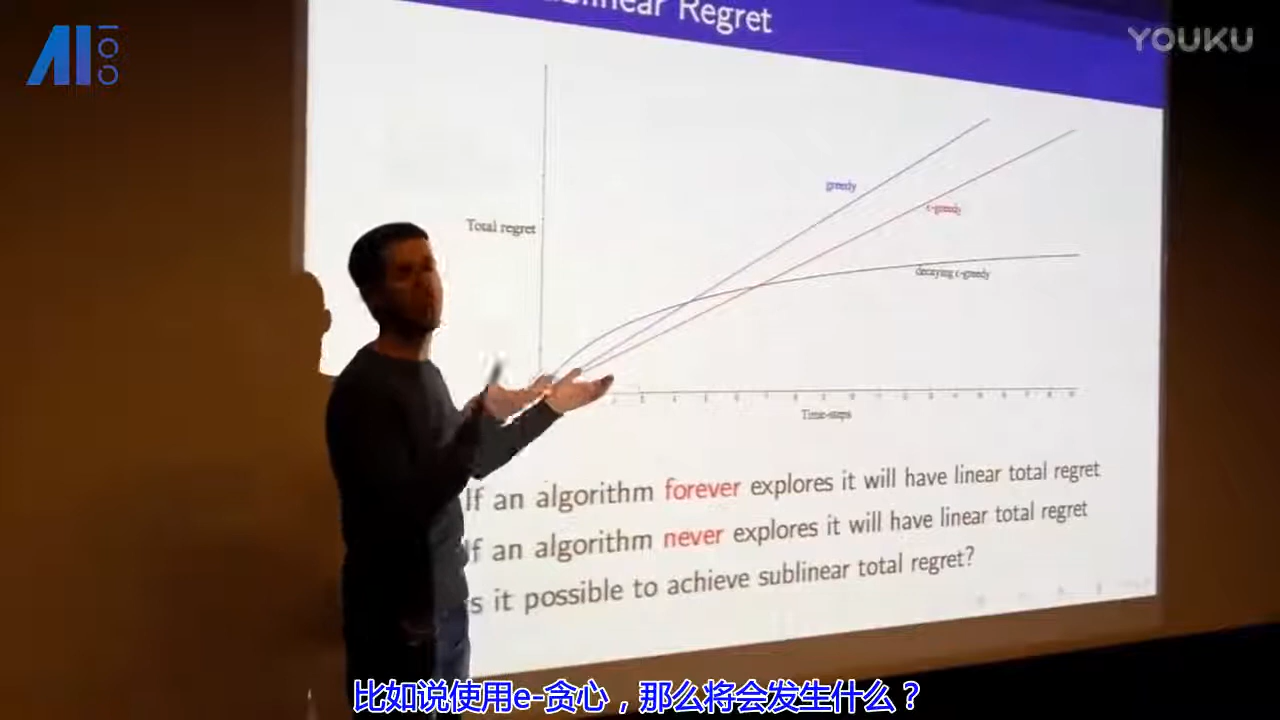 AI100
YOUKU
Sublinear Regret
greedy
ϵ-greedy
Total regret
decaying ϵ-greedy
Time-steps
If an algorithm forever explores it will have linear total regret
If an algorithm never explores it will have linear total regret
s it possible to achieve sublinear total regret?
比如说使用e-贪心，那么将会发生什么？